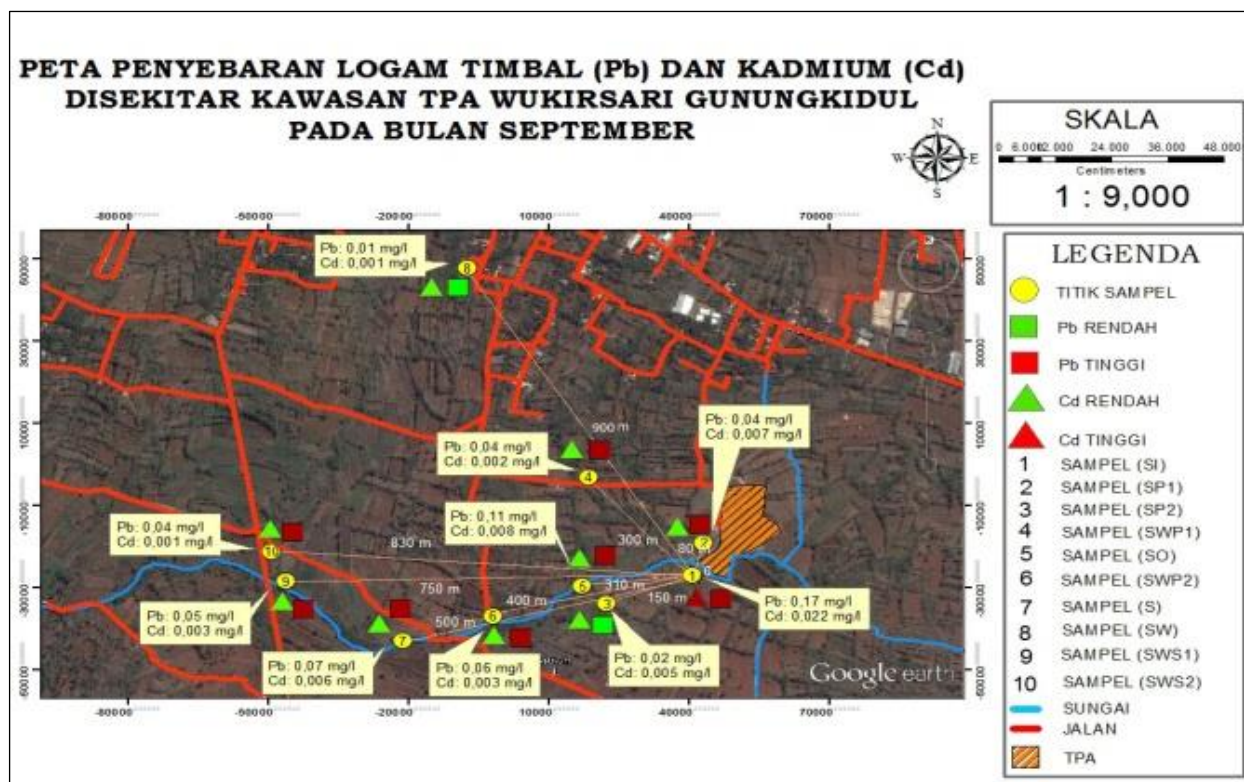 PETA PENYEBARAN LOGAM TIMBAL (Pb) DAN KADMIUM (Cd)
DISEKITAR KAWASAN TPA WUKIRSARI GUNUNGKIDUL
PADA BULAN SEPTEMBER
N
W E
S
SKALA
0 6.000 12.000 24.000 36.000 48.000
Centimeters
1 : 9,000
-80000 -50000 -20000 10000 40000 70000
Pb: 0,01 mg/l
Cd: 0,001 mg/l
8
900 m
Pb: 0,04 mg/l
Cd: 0,002 mg/l
4
Pb: 0,04 mg/l
Cd: 0,007 mg/l
2
Pb: 0,11 mg/l
Cd: 0,008 mg/l
300 m
80 m
Pb: 0,04 mg/l
Cd: 0,001 mg/l
10
830 m
9
750 m
310 m
1
400 m
3
150 m
6
500 m
7
Pb: 0,17 mg/l
Cd: 0,022 mg/l
Pb: 0,05 mg/l
Cd: 0,003 mg/l
Pb: 0,07 mg/l
Cd: 0,006 mg/l
Pb: 0,06 mg/l
Cd: 0,003 mg/l
Pb: 0,02 mg/l
Cd: 0,005 mg/l
Google earth
-80000 -50000 -20000 10000 40000 70000
LEGENDA
TITIK SAMPEL
Pb RENDAH
Pb TINGGI
Cd RENDAH
Cd TINGGI
1 SAMPEL (SI)
2 SAMPEL (SP1)
3 SAMPEL (SP2)
4 SAMPEL (SWP1)
5 SAMPEL (SO)
6 SAMPEL (SWP2)
7 SAMPEL (S)
8 SAMPEL (SW)
9 SAMPEL (SWS1)
10 SAMPEL (SWS2)
SUNGAI
JALAN
TPA